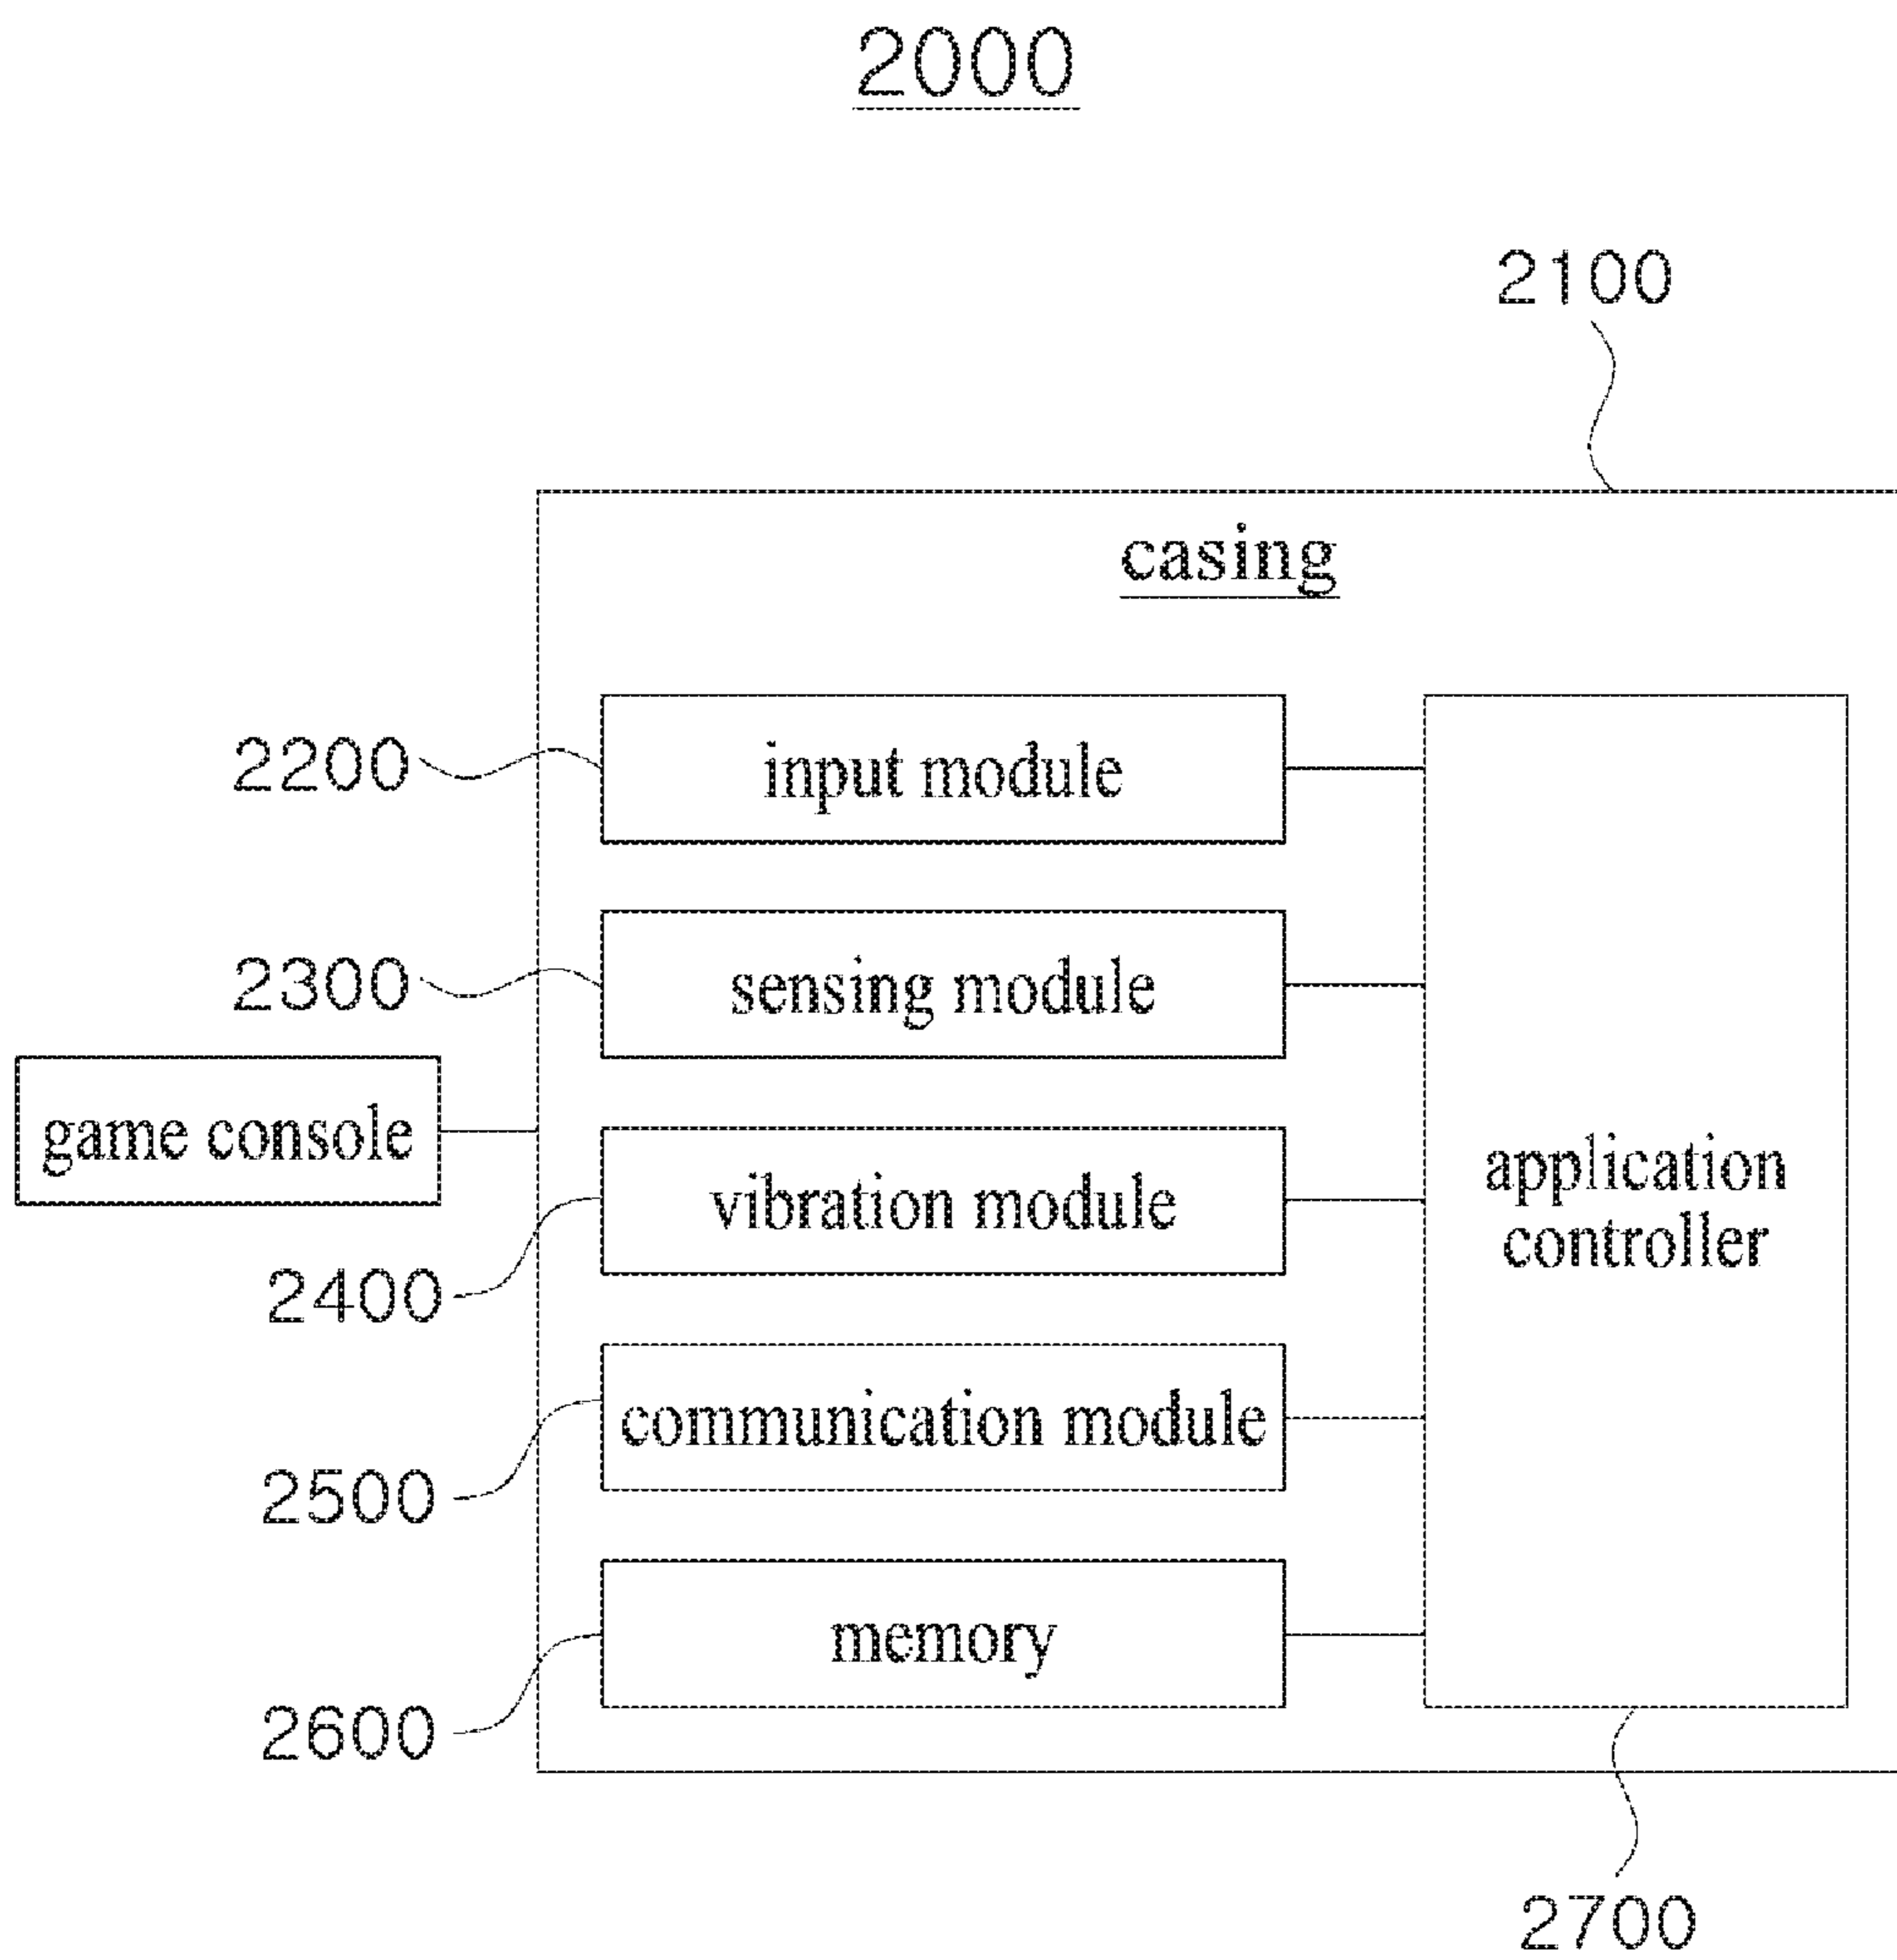 2000
2100
casing
2200
input module
2300
sensing module
game console
vibration module
application
controller
2400
communication module
2500
memory
2600
2700